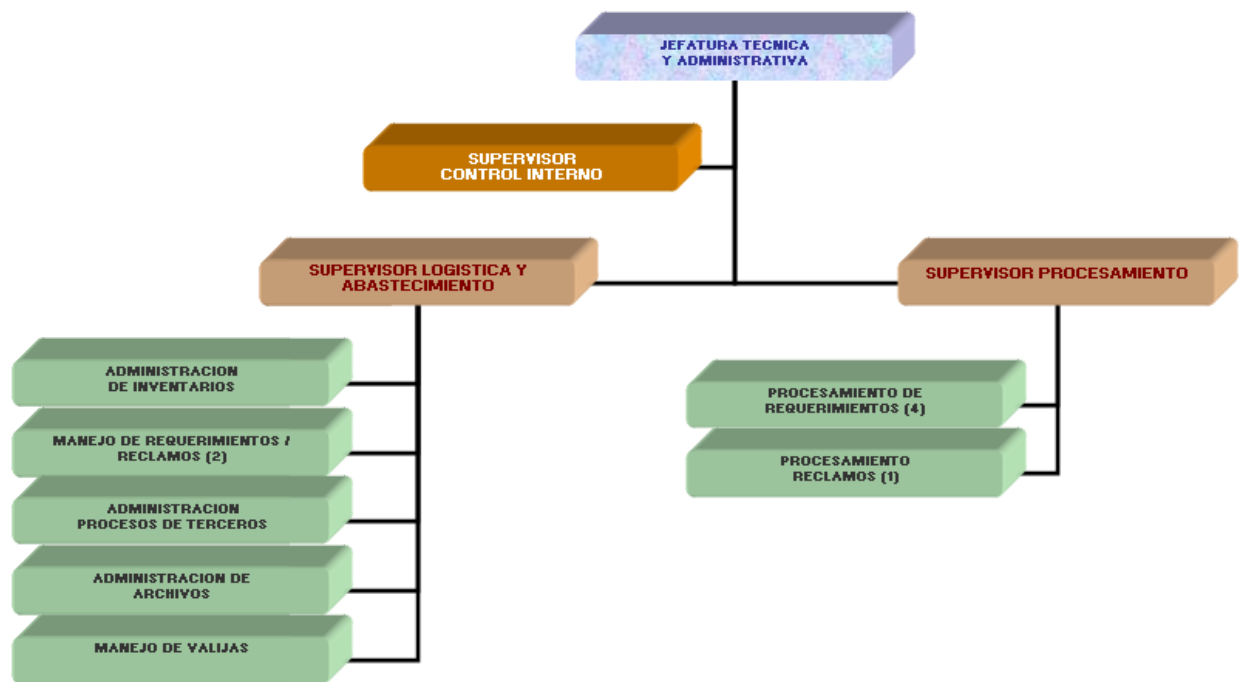 JEFATURA TECNICA
Y ADMINISTRATIVA
SUPERVISOR
CONTROL INTERNO
SUPERVISOR LOGISTICA Y
ABASTECIMIENTO
SUPERVISOR PROCESAMIENTO
ADMINISTRACION
DE INVENTARIOS
MANEJO DE REQUERIMIENTOS /
RECLAMOS (2)
ADMINISTRACION
PROCESOS DE TERCEROS
ADMINISTRACION DE
ARCHIVOS
MANEJO DE VALIJAS
PROCESAMIENTO DE
REQUERIMIENTOS (4)
PROCESAMIENTO
RECLAMOS (1)